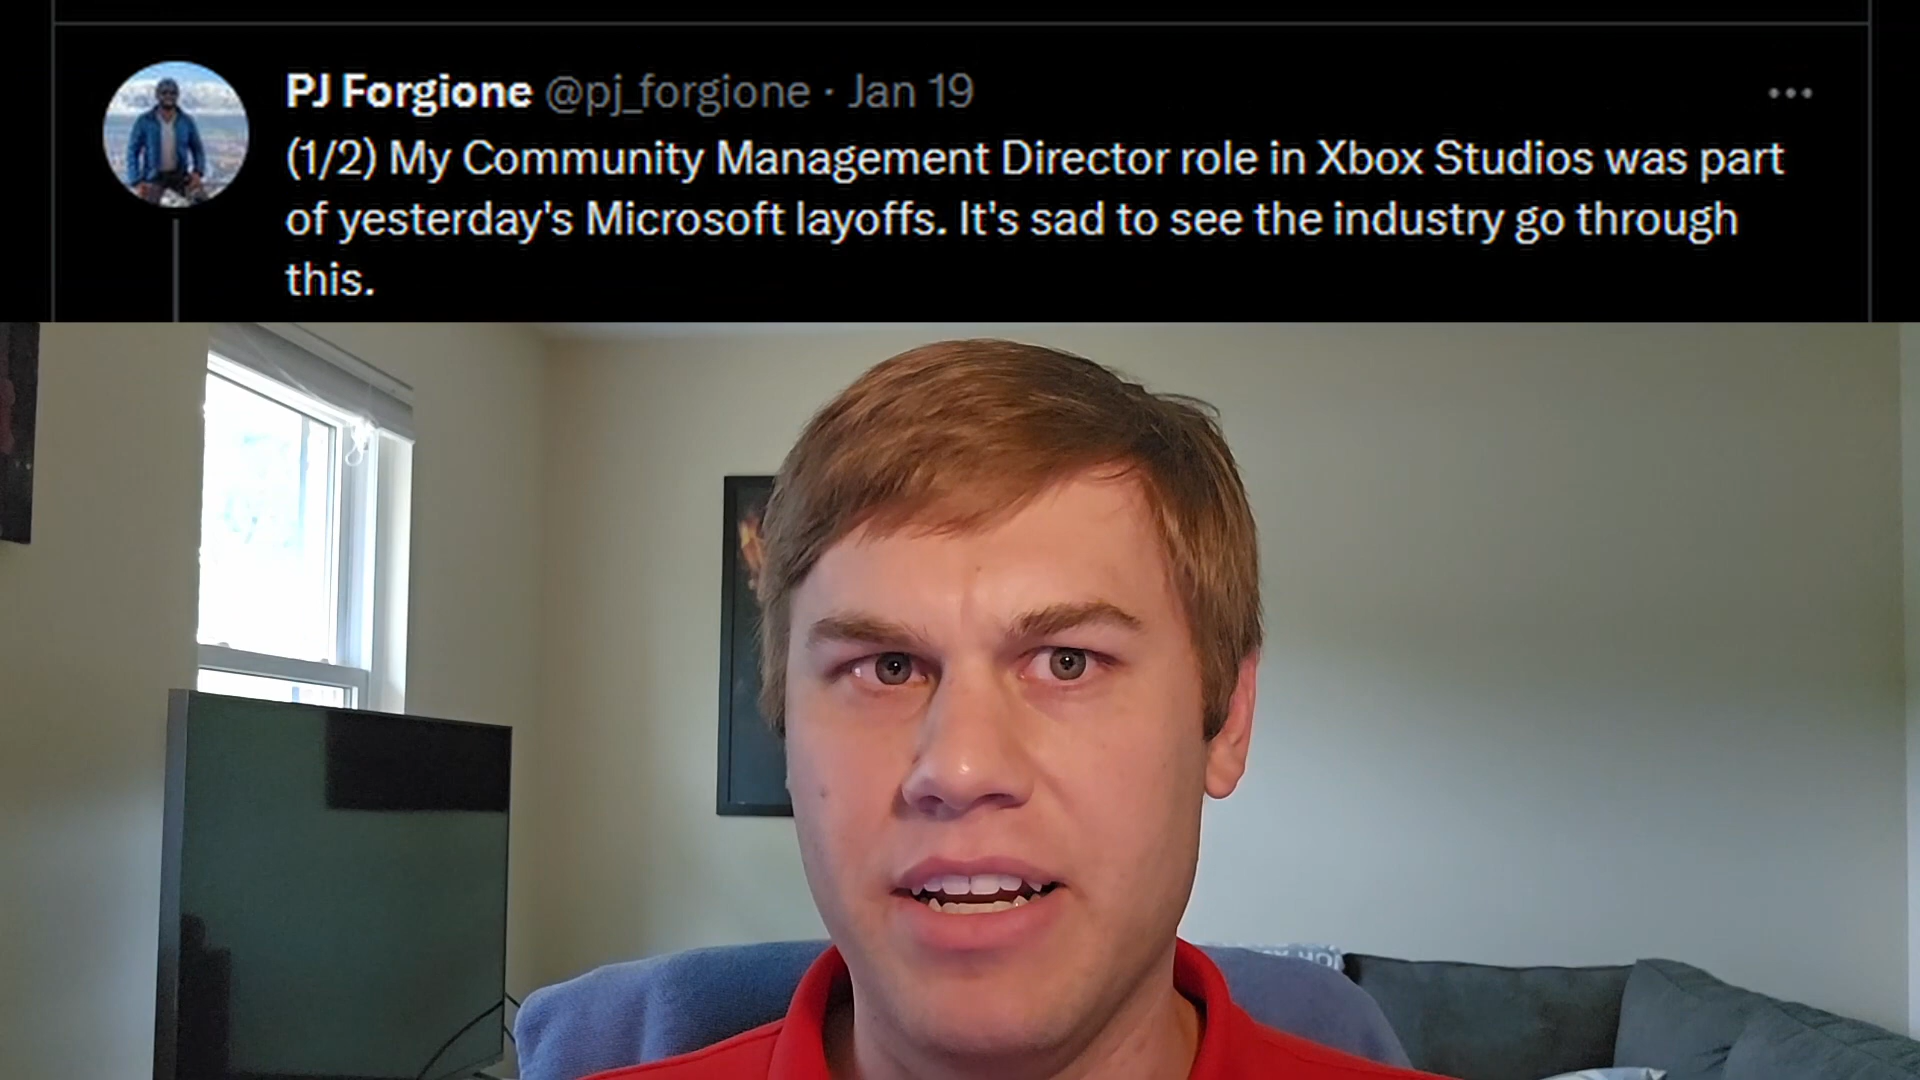 PJ Forgione @pj_forgione · Jan 19
(1/2) My Community Management Director role in Xbox Studios was part
of yesterday's Microsoft layoffs. It's sad to see the industry go through
this.